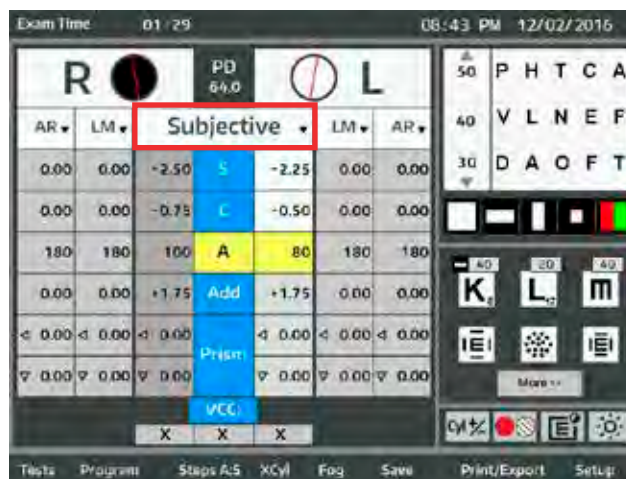 Exam Time 01/29 08:43 PM 12/02/2016
R PD 64.0 L
AR LM Subjective LM AR
0.00 0.00 -2.50 S -2.25 0.00 0.00
0.00 0.00 -0.75 C -0.50 0.00 0.00
180 180 100 A 80 180 180
0.00 0.00 +1.75 Add +1.75 0.00 0.00
0.00 0.00 0.00 Prism 0.00 0.00 0.00
0.00 0.00 0.00 0.00 0.00 0.00
VCC
X X X
50 P H T C A
40 V L N E F
30 D A O F T
40 20 40
K L m
E E
More >>
Cyl +/- E
Tests Program Steps A:5 XCyl Fog Save Print/Export Setup